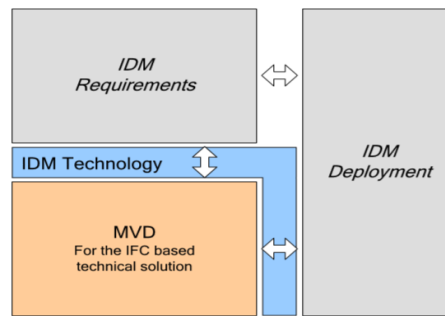 IDM
Requirements
IDM Technology
IDM
Deployment
MVD
For the IFC based
technical solution